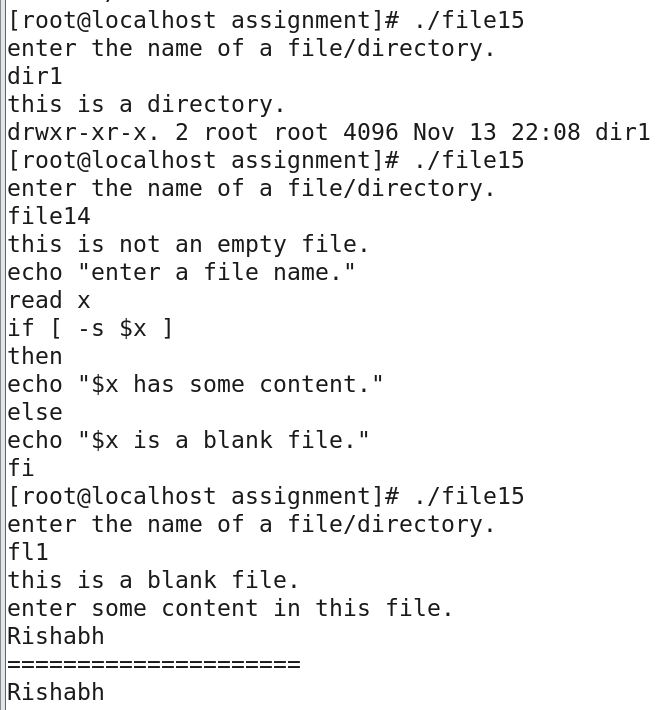 [root@localhost assignment]# ./file15
enter the name of a file/directory.
dir1
this is a directory.
drwxr-xr-x. 2 root root 4096 Nov 13 22:08 dir1
[root@localhost assignment]# ./file15
enter the name of a file/directory.
file14
this is not an empty file.
echo "enter a file name."
read x
if [ -s $x ]
then
echo "$x has some content."
else
echo "$x is a blank file."
fi
[root@localhost assignment]# ./file15
enter the name of a file/directory.
fl1
this is a blank file.
enter some content in this file.
Rishabh
=====================
Rishabh